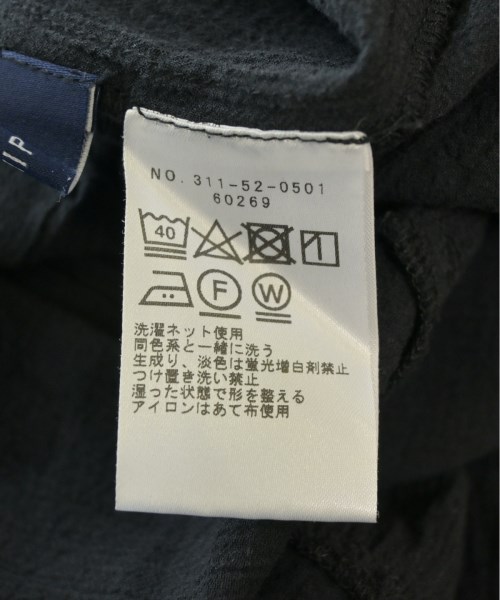 IP
NO. 311-52-0501
60269
40
F
W
洗濯ネット使用
同色系と一緒に洗う
生成り、淡色は蛍光増白剤禁止
つけ置き洗い禁止
湿った状態で形を整える
アイロンはあて布使用